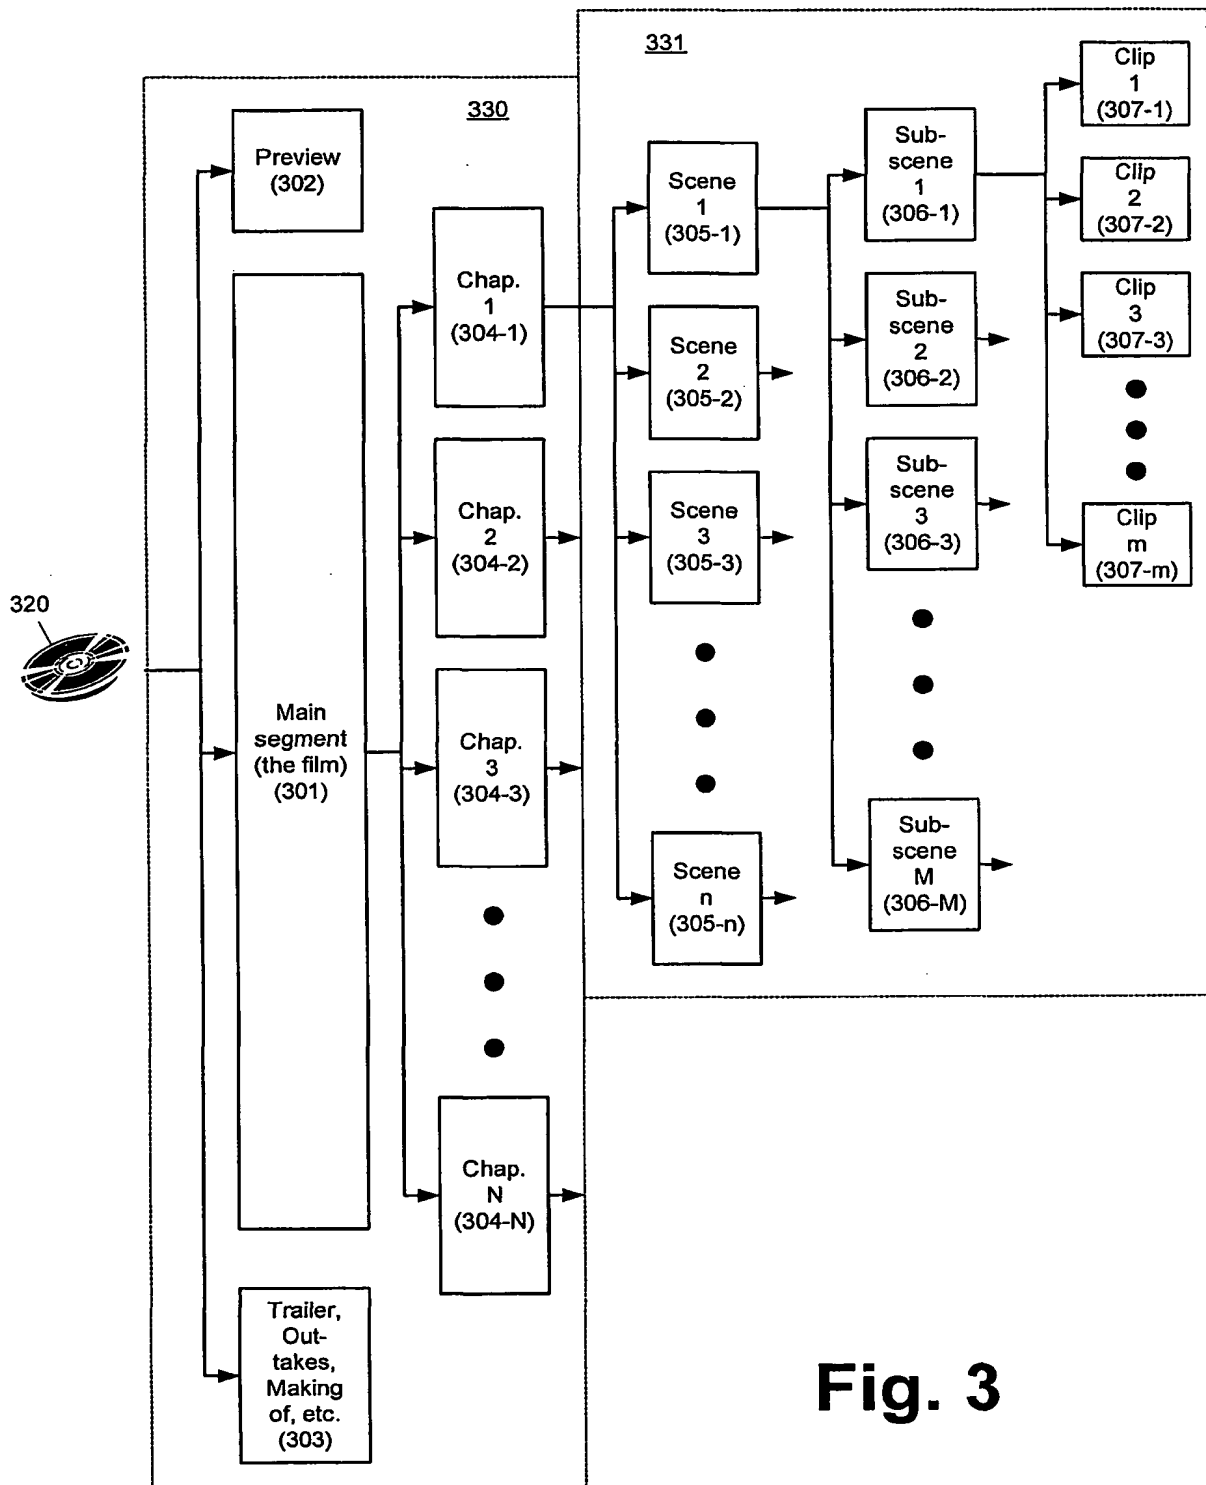 331
330
320
Preview
(302)
Main
segment
(the film)
(301)
Trailer,
Out-
takes,
Making
of, etc.
(303)
Chap.
1
(304-1)
Chap.
2
(304-2)
Chap.
3
(304-3)
Chap.
N
(304-N)
Scene
1
(305-1)
Scene
2
(305-2)
Scene
3
(305-3)
Scene
n
(305-n)
Sub-
scene
1
(306-1)
Sub-
scene
2
(306-2)
Sub-
scene
3
(306-3)
Sub-
scene
M
(306-M)
Clip
1
(307-1)
Clip
2
(307-2)
Clip
3
(307-3)
Clip
m
(307-m)
Fig. 3